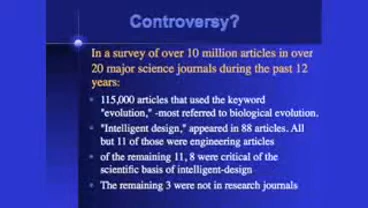 Controversy?
In a survey of over 10 million articles in over
20 major science journals during the past 12
years:
115,000 articles that used the keyword
"evolution," -most referred to biological evolution.
"Intelligent design," appeared in 88 articles. All
but 11 of those were engineering articles
of the remaining 11, 8 were critical of the
scientific basis of intelligent-design
The remaining 3 were not in research journals